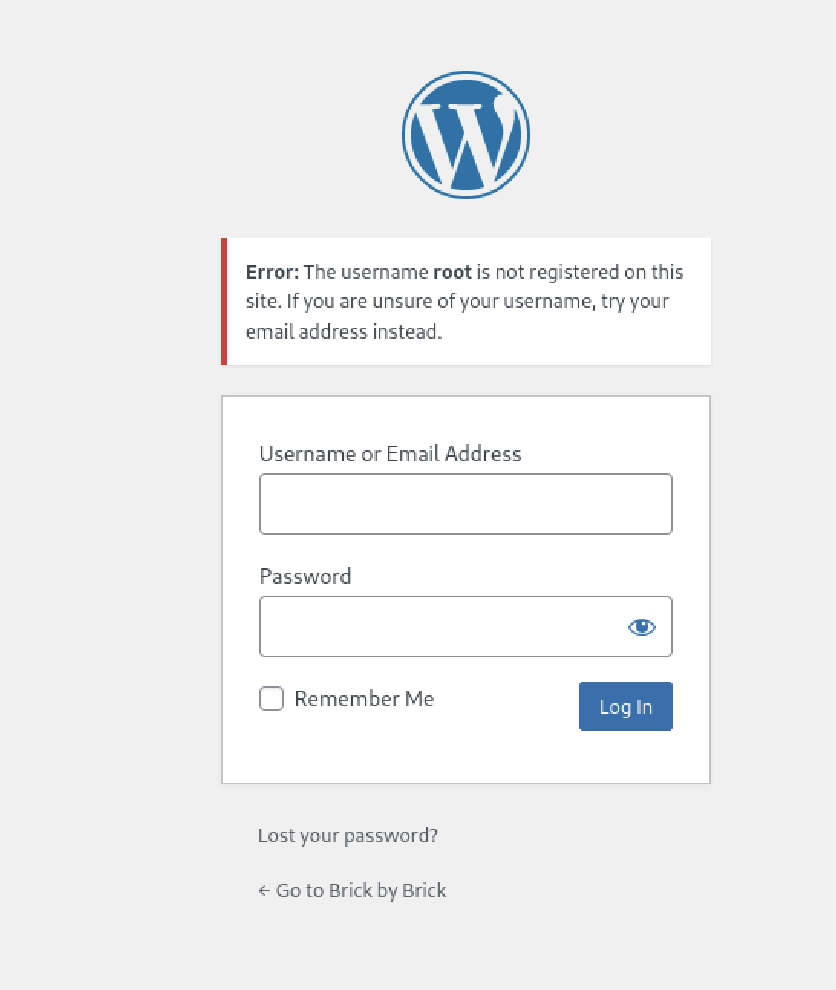 Error: The username root is not registered on this
site. If you are unsure of your username, try your
email address instead.
Username or Email Address
Password
Remember Me
Log In
Lost your password?
← Go to Brick by Brick